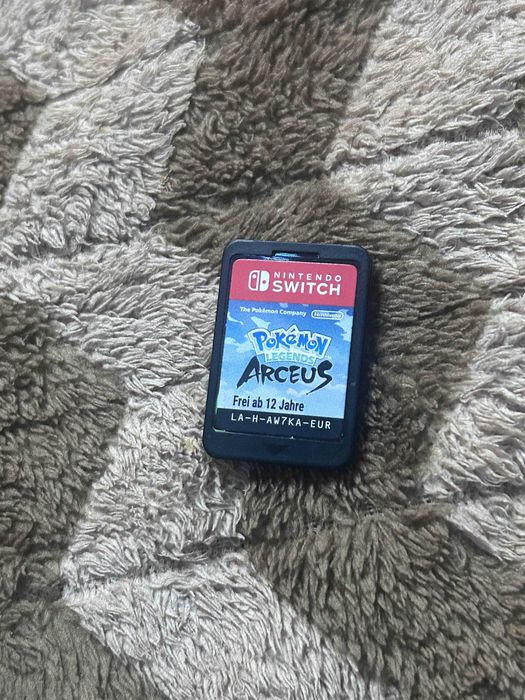 NINTENDO
SWITCH
The Pokémon Company Nintendo
POKéMON
LEGENDS
ARCEUS
Frei ab 12 Jahre
LA-H-AW7KA-EUR